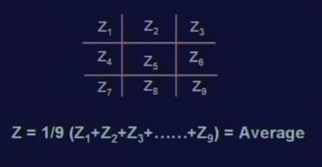 Z₁ Z₂ Z₃
Z₄ Z₅ Z₆
Z₇ Z₈ Z₉
Z = 1/9 (Z₁+Z₂+Z₃+......+Z₉) = Average